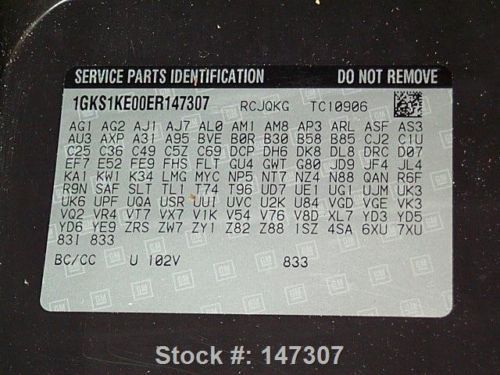 SERVICE PARTS IDENTIFICATION DO NOT REMOVE
1GKS1KE00ER147307 RCJQKG TC10906
AG1 AG2 AJ1 AJ7 AL0 AM1 AM8 AP3 ARL ASF AS3
AU3 AXP A31 A95 BVE B0R B30 B58 B85 CJ2 C1U
C25 C36 C49 C5Z C69 DCP DH6 DK8 D31 DRC D07
EF7 E52 FE9 FHS FLT GU4 GWT G80 JD9 JF4 JL4
KA1 KW1 K34 LMG MYC NP5 NT7 NZ4 N88 QAN R6F
R9N SAF SLT TL1 T74 T96 UD7 UE1 UG1 UJM UK3
UK6 UPF UQA USR UU1 UVC U2K U84 VGD VK3 VK3
VQ2 VR4 VT7 VX7 V1K V54 V76 V8D XL7 YD3 YD5
YD6 YE9 ZRS ZW7 ZY1 Z82 Z88 1SZ 4SA 6XU 7XU
831 833
BC/CC U 102V 833
GM
Stock #: 147307